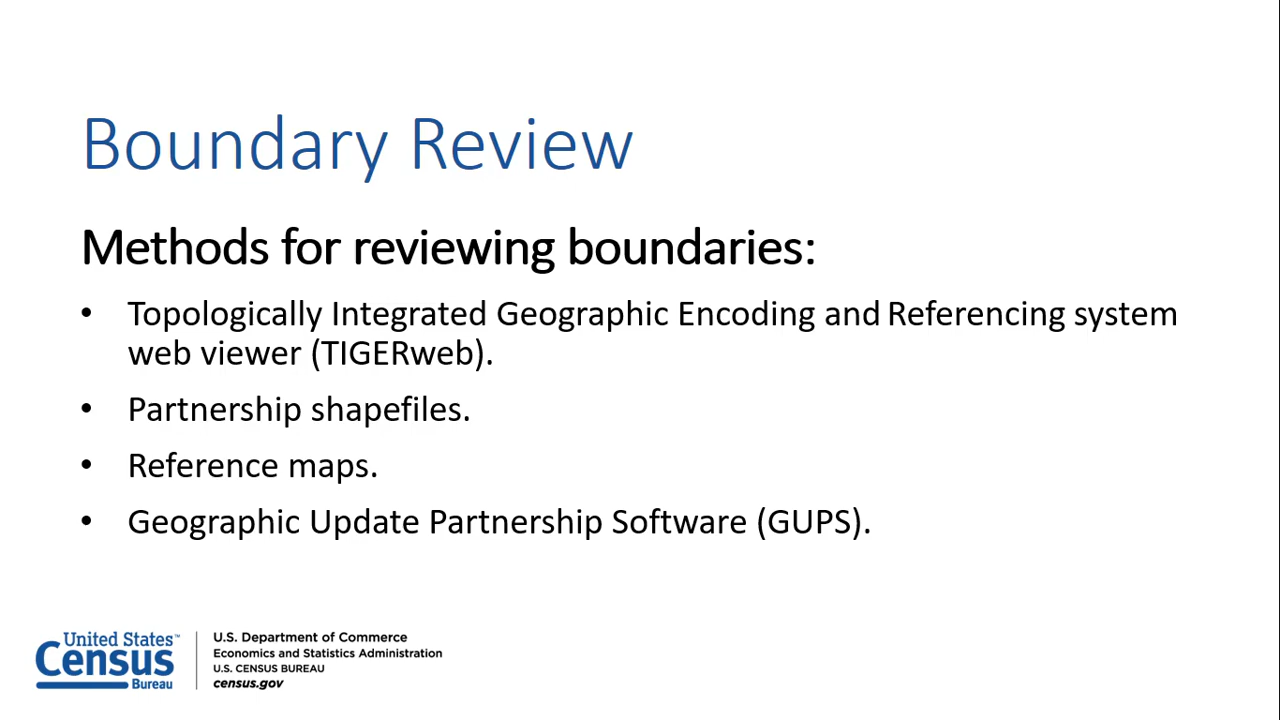 Boundary Review
Methods for reviewing boundaries:
• Topologically Integrated Geographic Encoding and Referencing system
web viewer (TIGERweb).
• Partnership shapefiles.
• Reference maps.
• Geographic Update Partnership Software (GUPS).
United States™
Census
Bureau
U.S. Department of Commerce
Economics and Statistics Administration
U.S. CENSUS BUREAU
census.gov